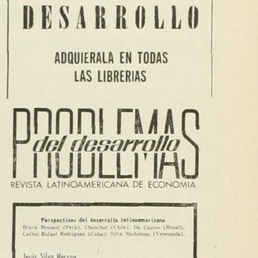 DESARROLLO
ADQUIERALA EN TODAS
LAS LIBRERIAS
PROBLEMAS
del desarrollo
REVISTA LATINOAMERICANA DE ECONOMIA
Perspectivas del desarrollo latinoamericano
Bravo Bresani (Perú), Chonchol (Chile), De Castro (Brasil),
Carlos Rafael Rodríguez (Cuba), Silva Michelena (Venezuela),
Jesús Silva Herzog